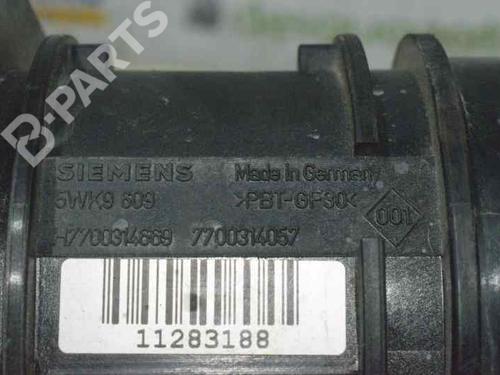 B-PARTS
SIEMENS Made in Germany
5WK9 609 >PBT-GF30<
001
H7700314669 7700314057
11283188